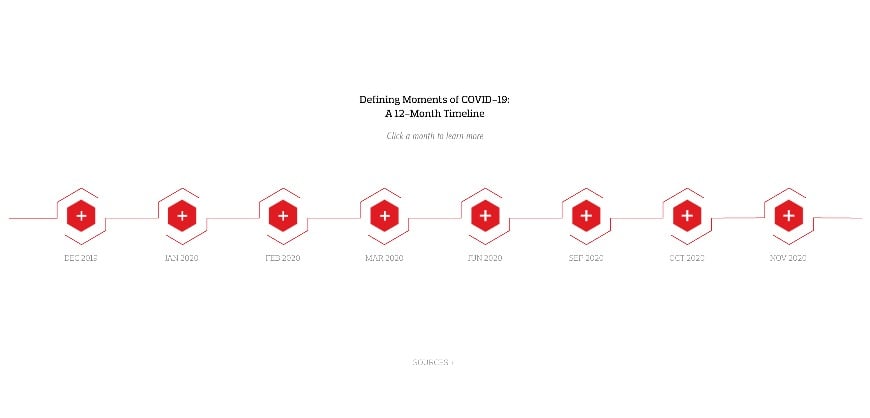 Defining Moments of COVID-19:
A 12-Month Timeline
Click a month to learn more
DEC 2019
JAN 2020
FEB 2020
MAR 2020
JUN 2020
SEP 2020
OCT 2020
NOV 2020
SOURCES +